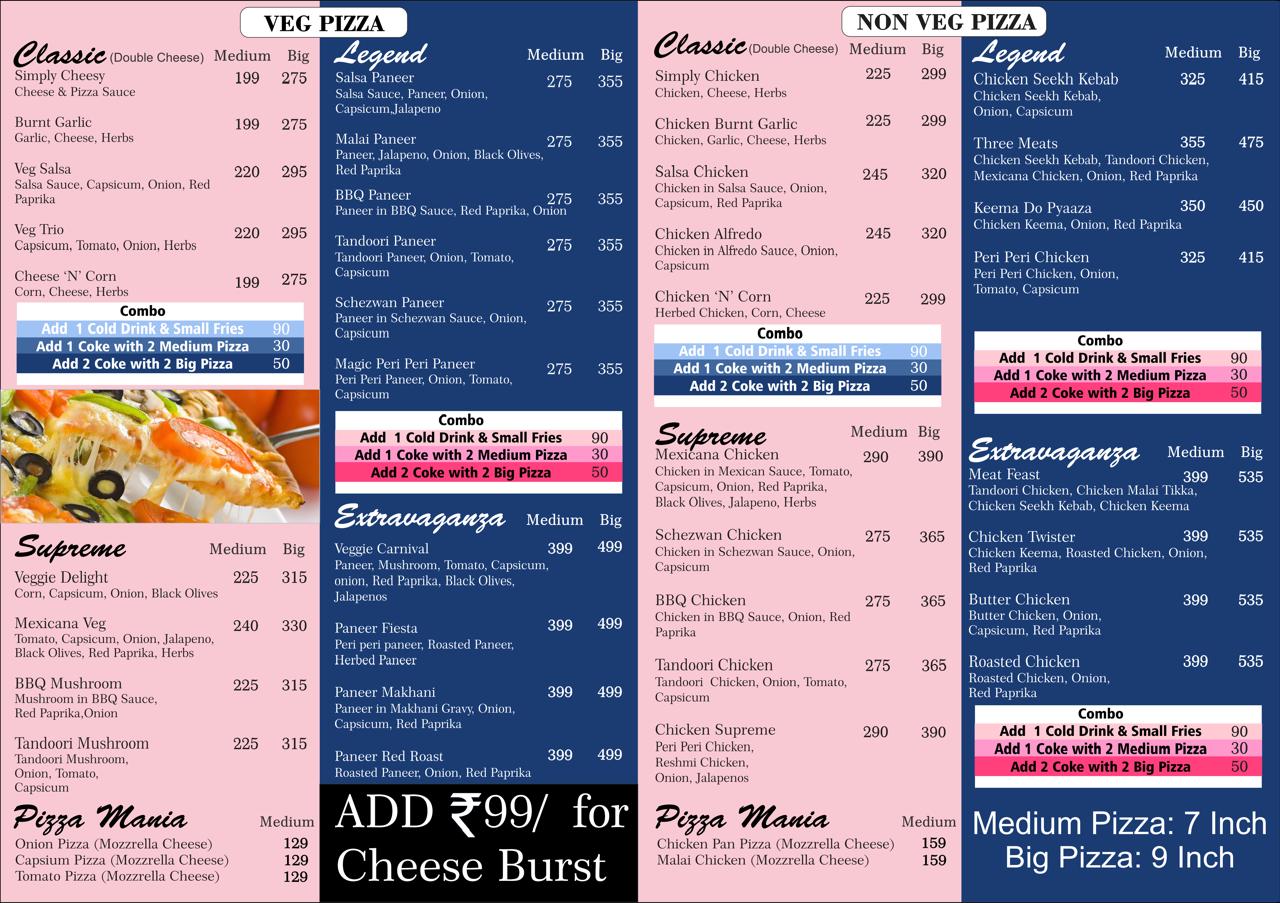 VEG PIZZA
Classic (Double Cheese) Medium Big
Simply Cheesy 199 275
Cheese & Pizza Sauce
Burnt Garlic 199 275
Garlic, Cheese, Herbs
Veg Salsa 220 295
Salsa Sauce, Capsicum, Onion, Red
Paprika
Veg Trio 220 295
Capsicum, Tomato, Onion, Herbs
Cheese ‘N’ Corn 199 275
Corn, Cheese, Herbs
Combo
Add 1 Cold Drink & Small Fries 90
Add 1 Coke with 2 Medium Pizza 30
Add 2 Coke with 2 Big Pizza 50
Supreme Medium Big
Veggie Delight 225 315
Corn, Capsicum, Onion, Black Olives
Mexicana Veg 240 330
Tomato, Capsicum, Onion, Jalapeno,
Black Olives, Red Paprika, Herbs
BBQ Mushroom 225 315
Mushroom in BBQ Sauce,
Red Paprika,Onion
Tandoori Mushroom 225 315
Tandoori Mushroom,
Onion, Tomato,
Capsicum
Pizza Mania Medium
Onion Pizza (Mozzrella Cheese) 129
Capsium Pizza (Mozzrella Cheese) 129
Tomato Pizza (Mozzrella Cheese) 129
Legend Medium Big
Salsa Paneer 275 355
Salsa Sauce, Paneer, Onion,
Capsicum,Jalapeno
Malai Paneer 275 355
Paneer, Jalapeno, Onion, Black Olives,
Red Paprika
BBQ Paneer 275 355
Paneer in BBQ Sauce, Red Paprika, Onion
Tandoori Paneer 275 355
Tandoori Paneer, Onion, Tomato,
Capsicum
Schezwan Paneer 275 355
Paneer in Schezwan Sauce, Onion,
Capsicum
Magic Peri Peri Paneer 275 355
Peri Peri Paneer, Onion, Tomato,
Capsicum
Combo
Add 1 Cold Drink & Small Fries 90
Add 1 Coke with 2 Medium Pizza 30
Add 2 Coke with 2 Big Pizza 50
Extravaganza Medium Big
Veggie Carnival 399 499
Paneer, Mushroom, Tomato, Capsicum,
onion, Red Paprika, Black Olives,
Jalapenos
Paneer Fiesta 399 499
Peri peri paneer, Roasted Paneer,
Herbed Paneer
Paneer Makhani 399 499
Paneer in Makhani Gravy, Onion,
Capsicum, Red Paprika
Paneer Red Roast 399 499
Roasted Paneer, Onion, Red Paprika
ADD ₹99/ for
Cheese Burst
NON VEG PIZZA
Classic (Double Cheese) Medium Big
Simply Chicken 225 299
Chicken, Cheese, Herbs
Chicken Burnt Garlic 225 299
Chicken, Garlic, Cheese, Herbs
Salsa Chicken 245 320
Chicken in Salsa Sauce, Onion,
Capsicum, Red Paprika
Chicken Alfredo 245 320
Chicken in Alfredo Sauce, Onion,
Capsicum
Chicken ‘N’ Corn 225 299
Herbed Chicken, Corn, Cheese
Combo
Add 1 Cold Drink & Small Fries 90
Add 1 Coke with 2 Medium Pizza 30
Add 2 Coke with 2 Big Pizza 50
Supreme Medium Big
Mexicana Chicken 290 390
Chicken in Mexican Sauce, Tomato,
Capsicum, Onion, Red Paprika,
Black Olives, Jalapeno, Herbs
Schezwan Chicken 275 365
Chicken in Schezwan Sauce, Onion,
Capsicum
BBQ Chicken 275 365
Chicken in BBQ Sauce, Onion, Red
Paprika
Tandoori Chicken 275 365
Tandoori Chicken, Onion, Tomato,
Capsicum
Chicken Supreme 290 390
Peri Peri Chicken,
Reshmi Chicken,
Onion, Jalapenos
Pizza Mania Medium
Chicken Pan Pizza (Mozzrella Cheese) 159
Malai Chicken (Mozzrella Cheese) 159
Legend Medium Big
Chicken Seekh Kebab 325 415
Chicken Seekh Kebab,
Onion, Capsicum
Three Meats 355 475
Chicken Seekh Kebab, Tandoori Chicken,
Mexicana Chicken, Onion, Red Paprika
Keema Do Pyaaza 350 450
Chicken Keema, Onion, Red Paprika
Peri Peri Chicken 325 415
Peri Peri Chicken, Onion,
Tomato, Capsicum
Combo
Add 1 Cold Drink & Small Fries 90
Add 1 Coke with 2 Medium Pizza 30
Add 2 Coke with 2 Big Pizza 50
Extravaganza Medium Big
Meat Feast 399 535
Tandoori Chicken, Chicken Malai Tikka,
Chicken Seekh Kebab, Chicken Keema
Chicken Twister 399 535
Chicken Keema, Roasted Chicken, Onion,
Red Paprika
Butter Chicken 399 535
Butter Chicken, Onion,
Capsicum, Red Paprika
Roasted Chicken 399 535
Roasted Chicken, Onion,
Red Paprika
Combo
Add 1 Cold Drink & Small Fries 90
Add 1 Coke with 2 Medium Pizza 30
Add 2 Coke with 2 Big Pizza 50
Medium Pizza: 7 Inch
Big Pizza: 9 Inch